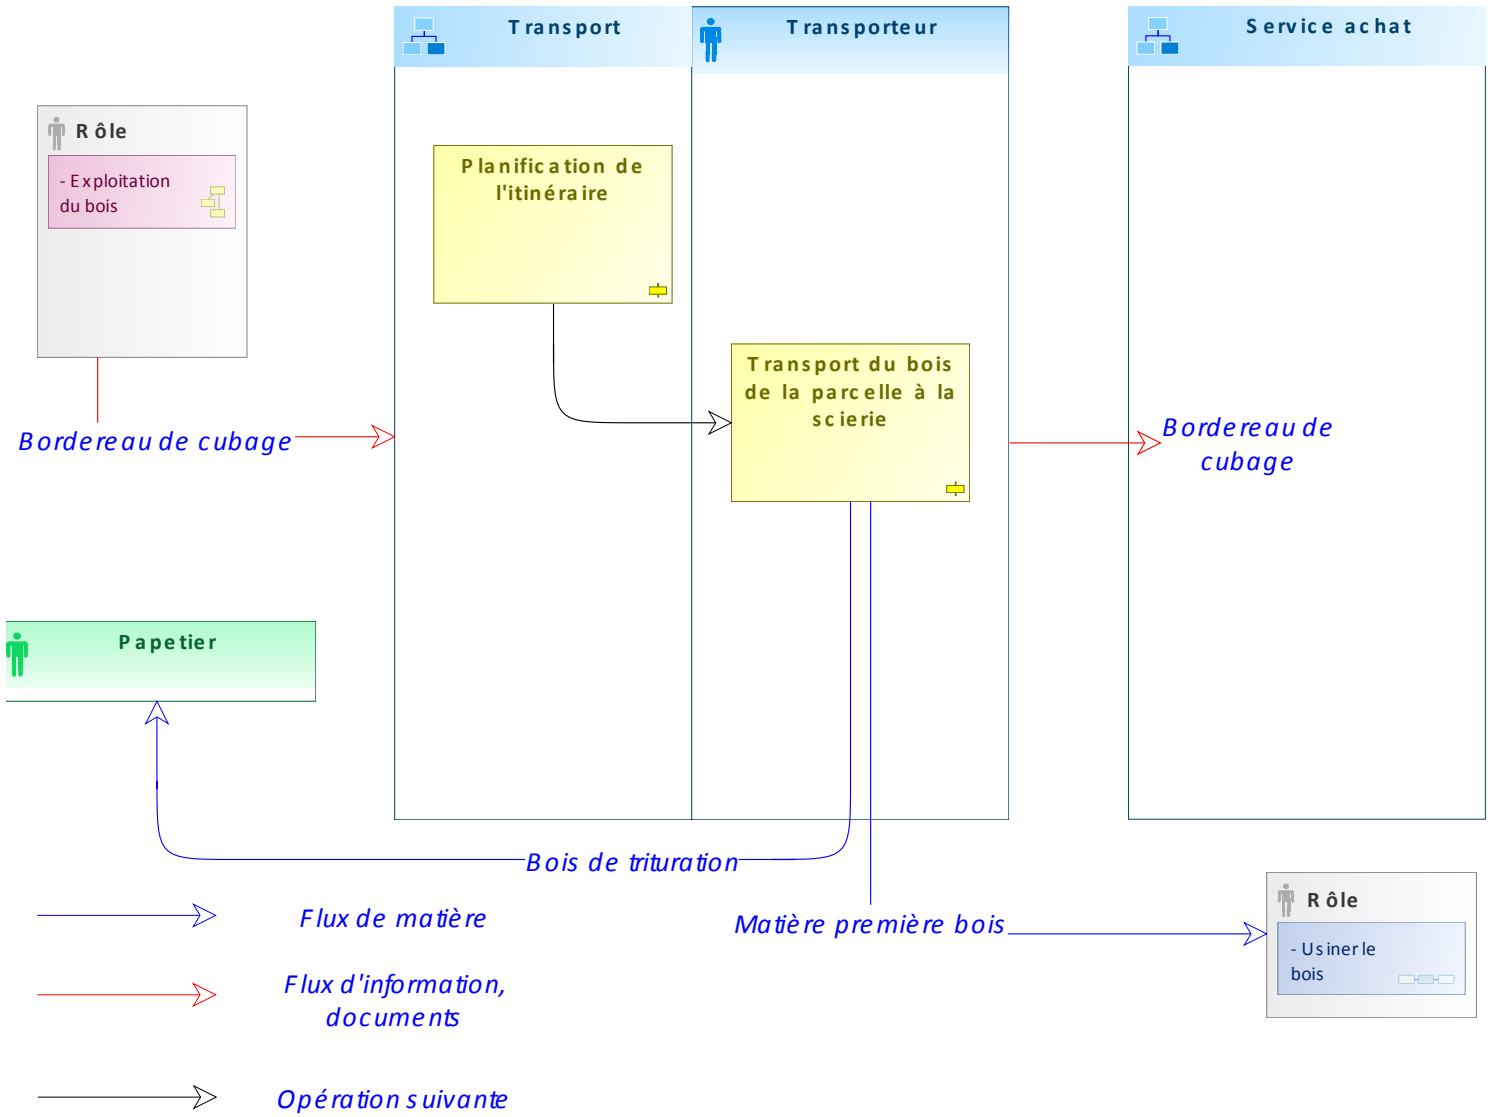 Transport
Transporteur
Service achat
Rôle
- Exploitation
du bois
Planification de
l'itinéraire
Transport du bois
de la parcelle à la
scierie
Bordereau de cubage
Bordereau de
cubage
Papetier
Bois de trituration
Matière première bois
Rôle
- Usiner le
bois
Flux de matière
Flux d'information,
documents
Opération suivante